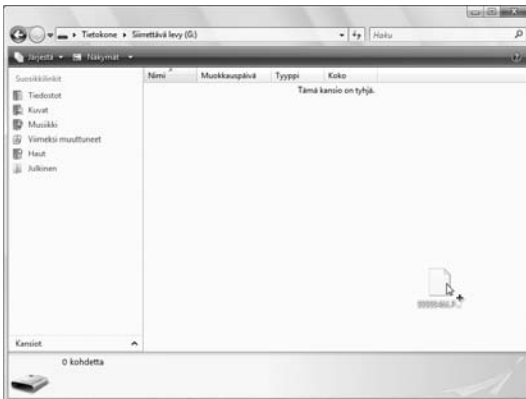 Tietokone Siirrettävä levy (G:) Haku
Järjestä Näkymät
Suosikkilinkit
Nimi Muokkauspäivä Tyyppi Koko
Tämä kansio on tyhjä.
Tiedostot
Kuvat
Musiikki
Viimeksi muuttuneet
Haut
Julkinen
Kansiot
0 kohdetta